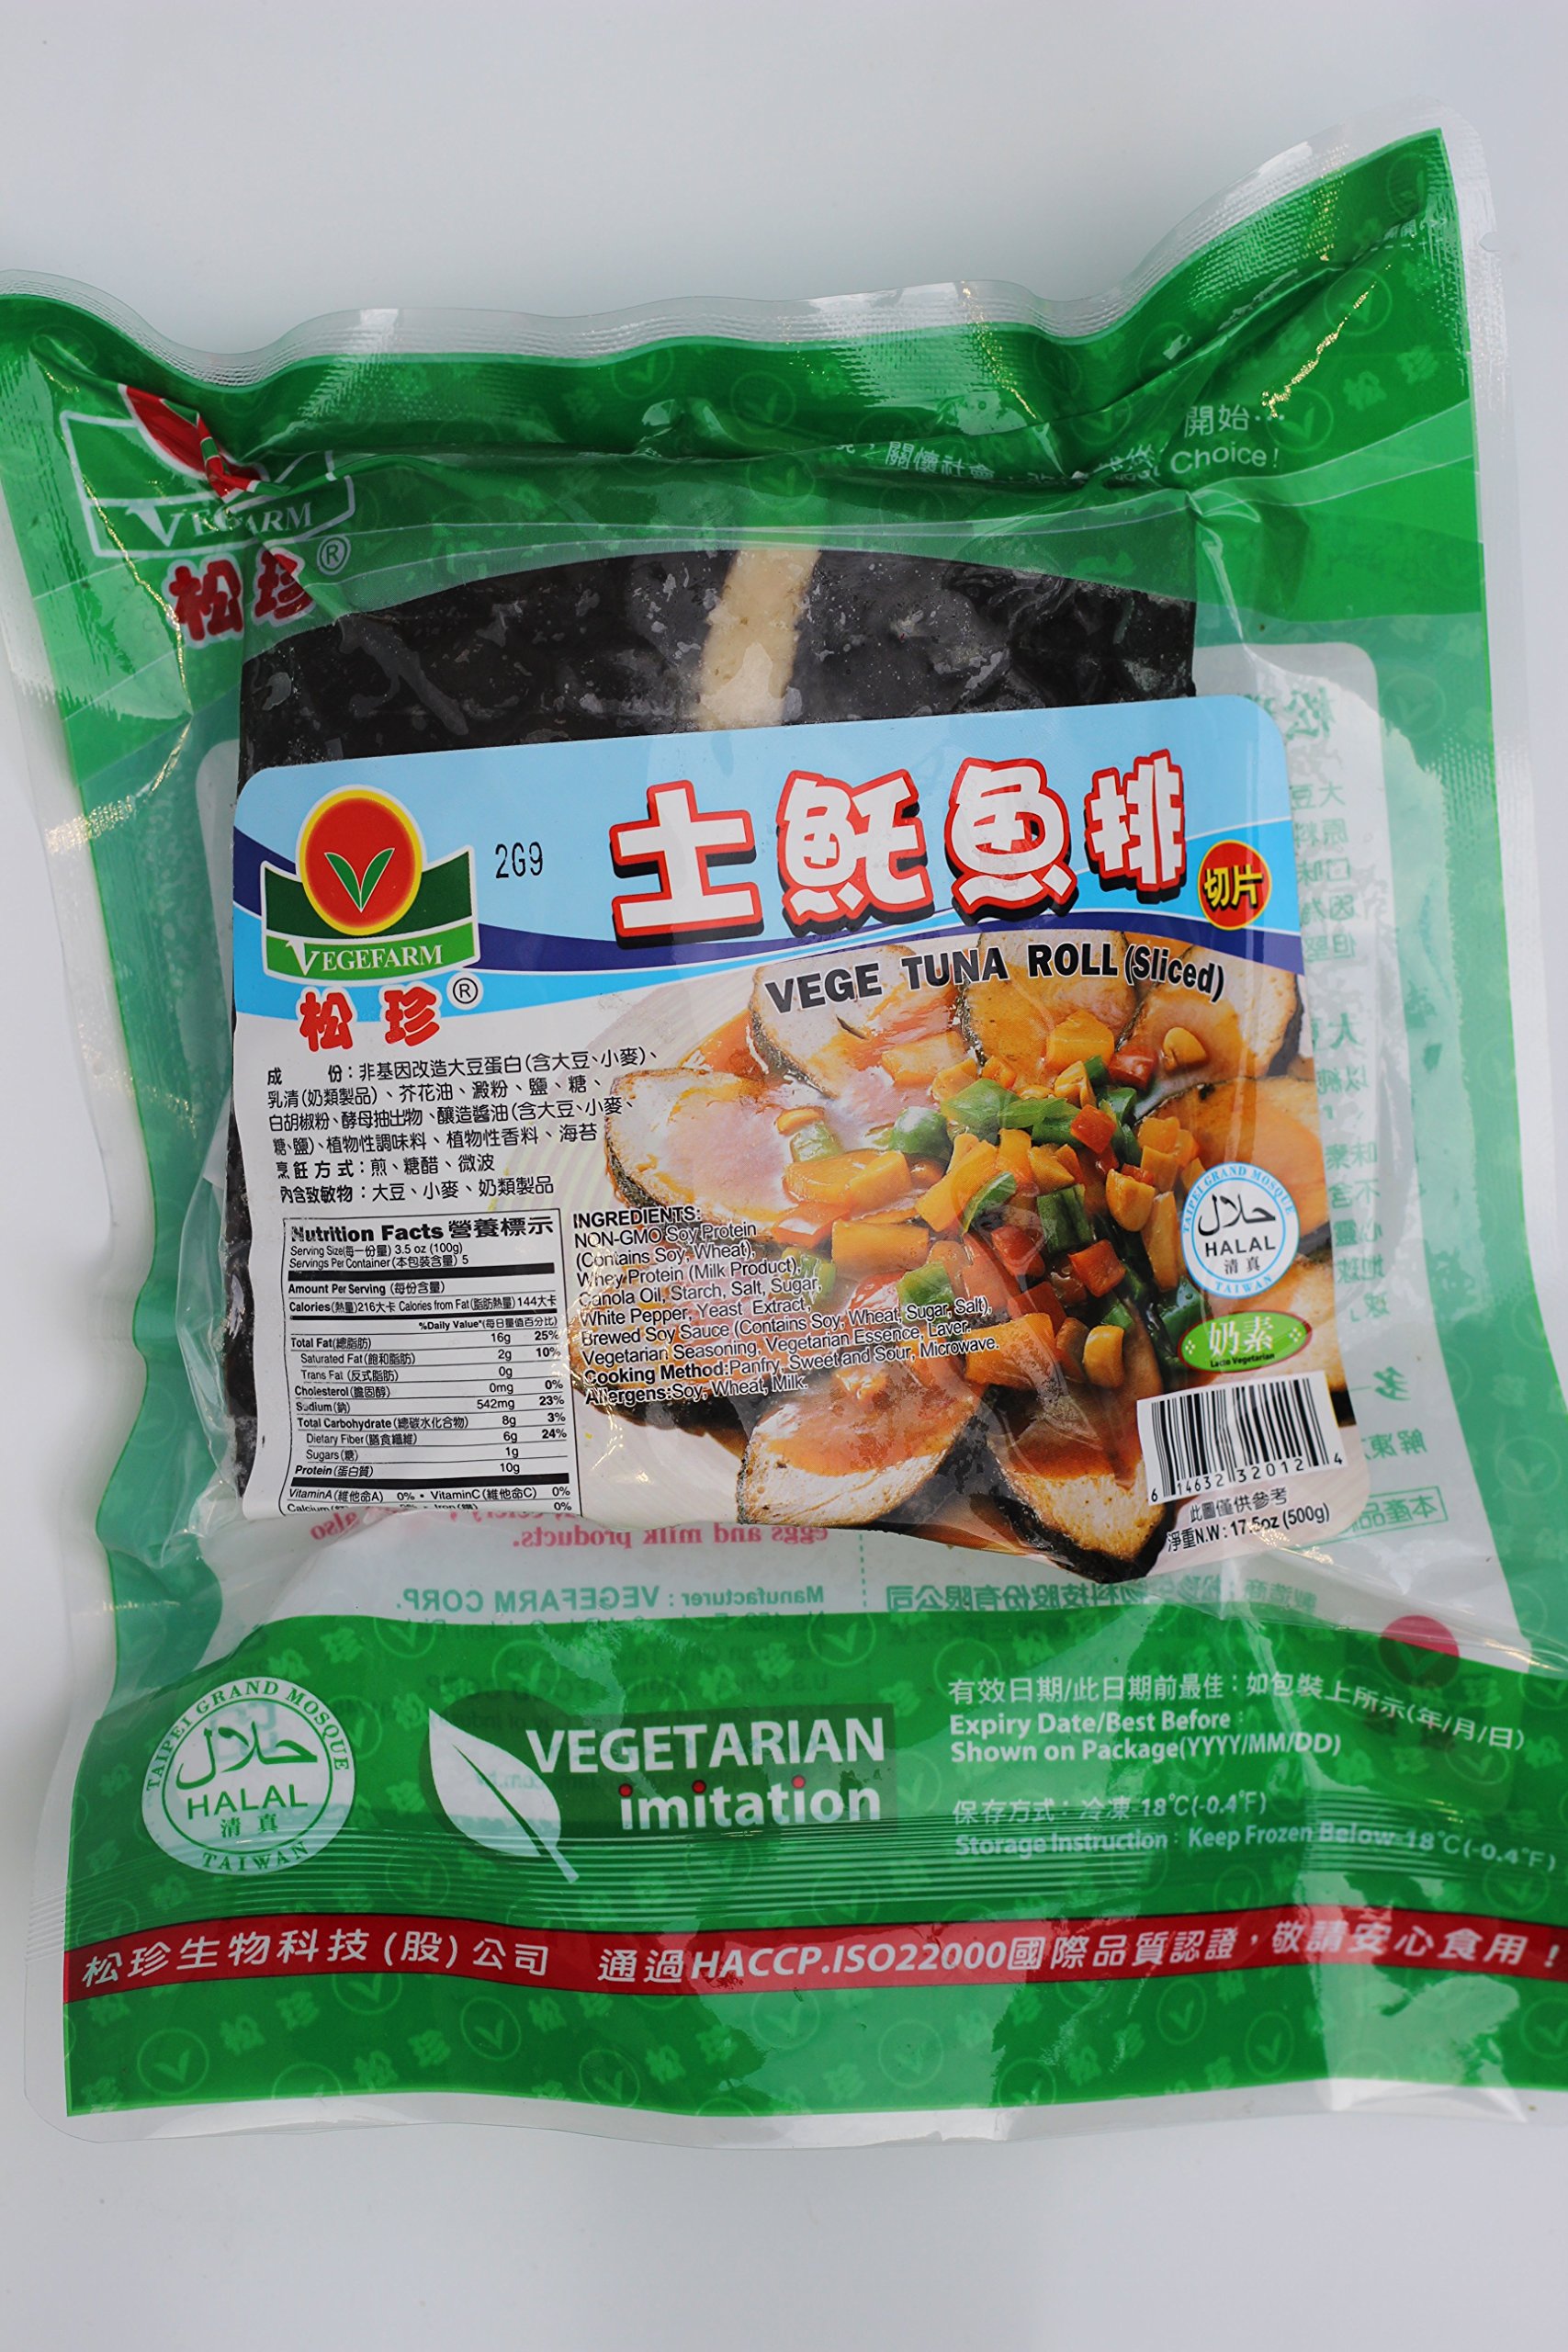 開始…
關懷社會
Choice!
VEGEFARM
松珍®
2G9
土魠魚排
切片
VEGE TUNA ROLL (Sliced)
VEGEFARM
松珍®
成　份：非基因改造大豆蛋白(含大豆、小麥)、
乳清(奶類製品)、芥花油、澱粉、鹽、糖、
白胡椒粉、酵母抽出物、釀造醬油(含大豆、小麥、
糖、鹽)、植物性調味料、植物性香料、海苔
烹飪方式：煎、糖醋、微波
內含致敏物：大豆、小麥、奶類製品
Nutrition Facts 營養標示
Serving Size(每一份量) 3.5 oz (100g)
Servings Per Container (本包裝含量) 5
Amount Per Serving (每份含量)
Calories(熱量)216大卡 Calories from Fat(脂肪熱量)144大卡
%Daily Value*(每日量值百分比)
Total Fat(總脂肪) 16g 25%
Saturated Fat(飽和脂肪) 2g 10%
Trans Fat (反式脂肪) 0g
Cholesterol(膽固醇) 0mg 0%
Sodium(鈉) 542mg 23%
Total Carbohydrate (總碳水化合物) 8g 3%
Dietary Fiber(膳食纖維) 6g 24%
Sugars(糖) 1g
Protein(蛋白質) 10g
VitaminA(維他命A) 0% • VitaminC(維他命C) 0%
INGREDIENTS:
NON-GMO Soy Protein
(Contains Soy, Wheat),
Whey Protein (Milk Product),
Canola Oil, Starch, Salt, Sugar,
White Pepper, Yeast Extract,
Brewed Soy Sauce (Contains Soy, Wheat, Sugar, Salt),
Vegetarian Seasoning, Vegetarian Essence, Laver.
Cooking Method:Panfry, Sweet and Sour, Microwave.
Allergens:Soy, Wheat, Milk.
TAIPEI GRAND MOSQUE
حلال
HALAL
清真
TAIWAN
奶素
Lacto Vegetarian
6 14632 32012 4
此圖僅供參考
淨重N.W: 17.5oz (500g)
eggs and milk products.
Manufacturer : VEGEFARM CORP.
TAIPEI GRAND MOSQUE
حلال
HALAL
清真
TAIWAN
VEGETARIAN
imitation
有效日期/此日期前最佳：如包裝上所示(年/月/日)
Expiry Date/Best Before :
Shown on Package(YYYY/MM/DD)
保存方式：冷凍-18°C(-0.4°F)
Storage Instruction : Keep Frozen Below-18°C(-0.4°F)
松珍生物科技(股)公司 通過HACCP.ISO22000國際品質認證，敬請安心食用！